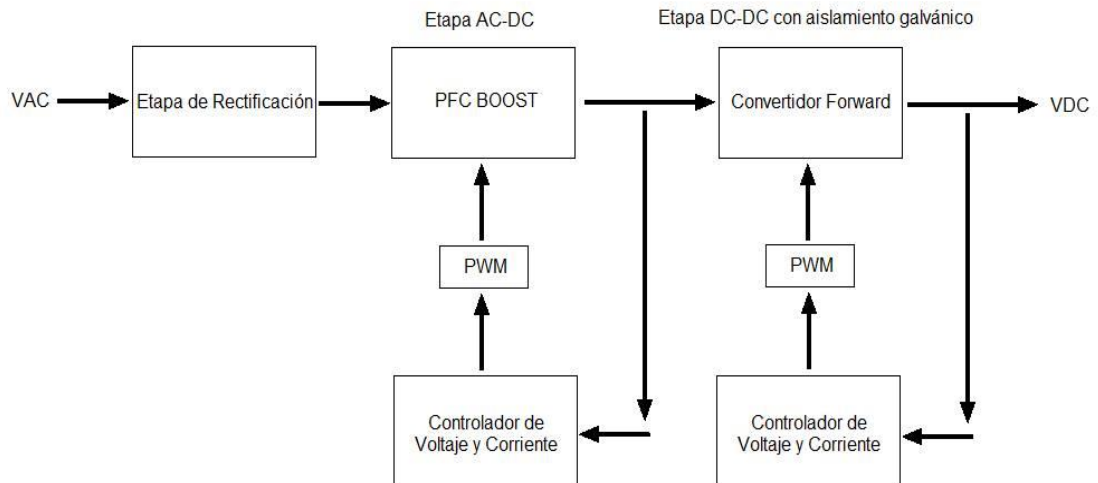 Etapa AC-DC
Etapa DC-DC con aislamiento galvánico
VAC
Etapa de Rectificación
PFC BOOST
Convertidor Forward
VDC
PWM
PWM
Controlador de
Voltaje y Corriente
Controlador de
Voltaje y Corriente